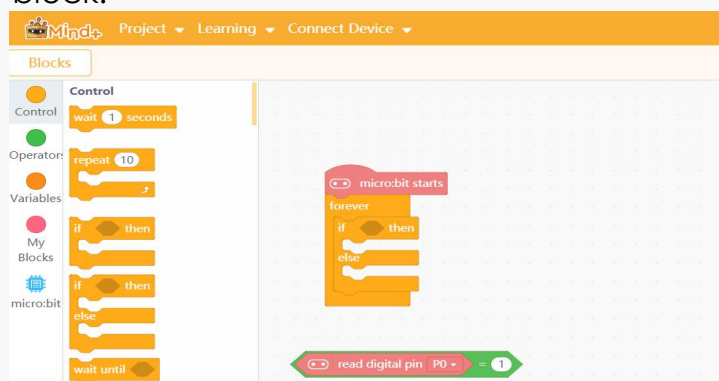 block.
Mind+ Project Learning Connect Device
Blocks
Control
Operators
Variables
My
Blocks
micro:bit
Control
wait 1 seconds
repeat 10
if then
if then
else
wait until
micro:bit starts
forever
if then
else
read digital pin P0 = 1